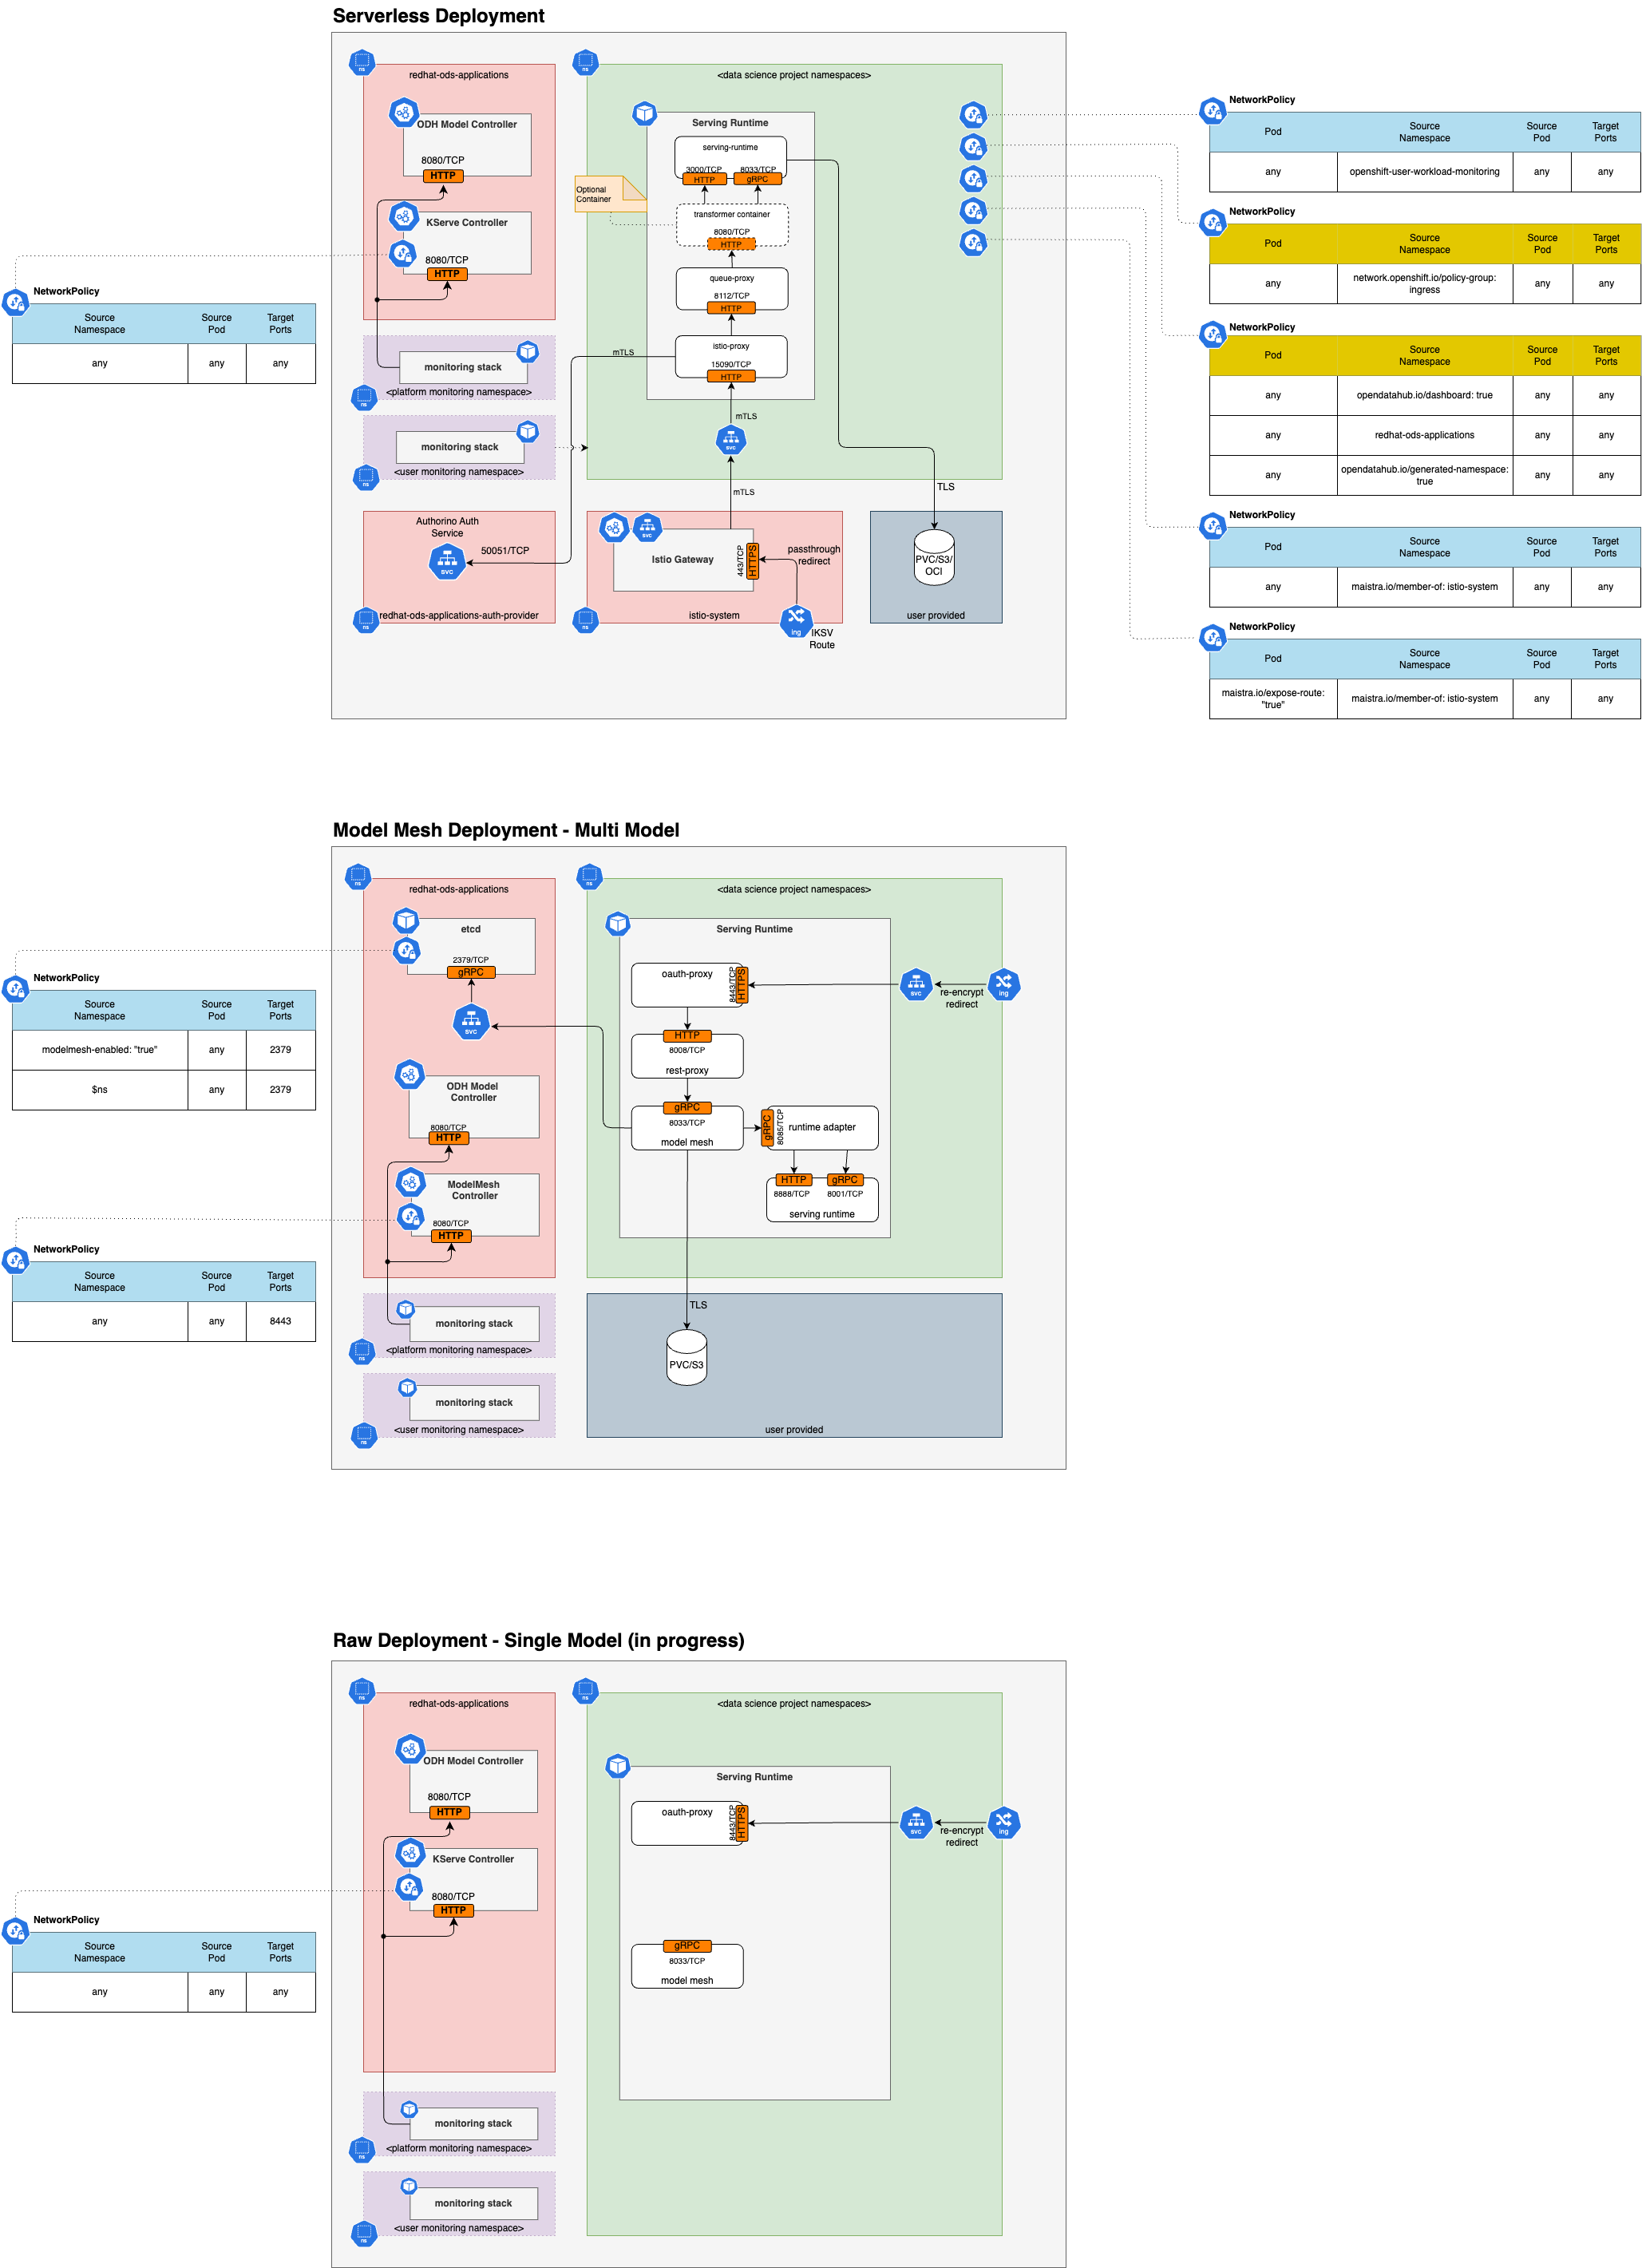 Serverless Deployment
ns
redhat-ods-applications
ODH Model Controller
8080/TCP
HTTP
KServe Controller
8080/TCP
HTTP
NetworkPolicy
Source
Namespace
Source
Pod
Target
Ports
any
any
any
monitoring stack
<platform monitoring namespace>
ns
monitoring stack
<user monitoring namespace>
ns
Authorino Auth
Service
svc
50051/TCP
redhat-ods-applications-auth-provider
ns
ns
<data science project namespaces>
Serving Runtime
serving-runtime
3000/TCP
HTTP
8033/TCP
gRPC
Optional
Container
transformer container
8080/TCP
HTTP
queue-proxy
8112/TCP
HTTP
istio-proxy
15090/TCP
HTTP
mTLS
mTLS
svc
mTLS
svc
Istio Gateway
443/TCP
HTTPS
passthrough
redirect
istio-system
ns
ing
IKSV
Route
TLS
PVC/S3/
OCI
user provided
NetworkPolicy
Pod
Source
Namespace
Source
Pod
Target
Ports
any
openshift-user-workload-monitoring
any
any
NetworkPolicy
Pod
Source
Namespace
Source
Pod
Target
Ports
any
network.openshift.io/policy-group:
ingress
any
any
NetworkPolicy
Pod
Source
Namespace
Source
Pod
Target
Ports
any
opendatahub.io/dashboard: true
any
any
any
redhat-ods-applications
any
any
any
opendatahub.io/generated-namespace:
true
any
any
NetworkPolicy
Pod
Source
Namespace
Source
Pod
Target
Ports
any
maistra.io/member-of: istio-system
any
any
NetworkPolicy
Pod
Source
Namespace
Source
Pod
Target
Ports
maistra.io/expose-route:
"true"
maistra.io/member-of: istio-system
any
any
Model Mesh Deployment - Multi Model
ns
redhat-ods-applications
etcd
2379/TCP
gRPC
svc
ODH Model
Controller
8080/TCP
HTTP
ModelMesh
Controller
8080/TCP
HTTP
NetworkPolicy
Source
Namespace
Source
Pod
Target
Ports
modelmesh-enabled: "true"
any
2379
$ns
any
2379
NetworkPolicy
Source
Namespace
Source
Pod
Target
Ports
any
any
8443
monitoring stack
<platform monitoring namespace>
ns
monitoring stack
<user monitoring namespace>
ns
ns
<data science project namespaces>
Serving Runtime
oauth-proxy
8443/TCP
HTTPS
svc
re-encrypt
redirect
ing
HTTP
8008/TCP
rest-proxy
gRPC
8033/TCP
model mesh
gRPC
8085/TCP
runtime adapter
HTTP
gRPC
8888/TCP
8001/TCP
serving runtime
TLS
PVC/S3
user provided
Raw Deployment - Single Model (in progress)
ns
redhat-ods-applications
ODH Model Controller
8080/TCP
HTTP
KServe Controller
8080/TCP
HTTP
NetworkPolicy
Source
Namespace
Source
Pod
Target
Ports
any
any
any
monitoring stack
<platform monitoring namespace>
ns
monitoring stack
<user monitoring namespace>
ns
ns
<data science project namespaces>
Serving Runtime
oauth-proxy
8443/TCP
HTTPS
svc
re-encrypt
redirect
ing
gRPC
8033/TCP
model mesh